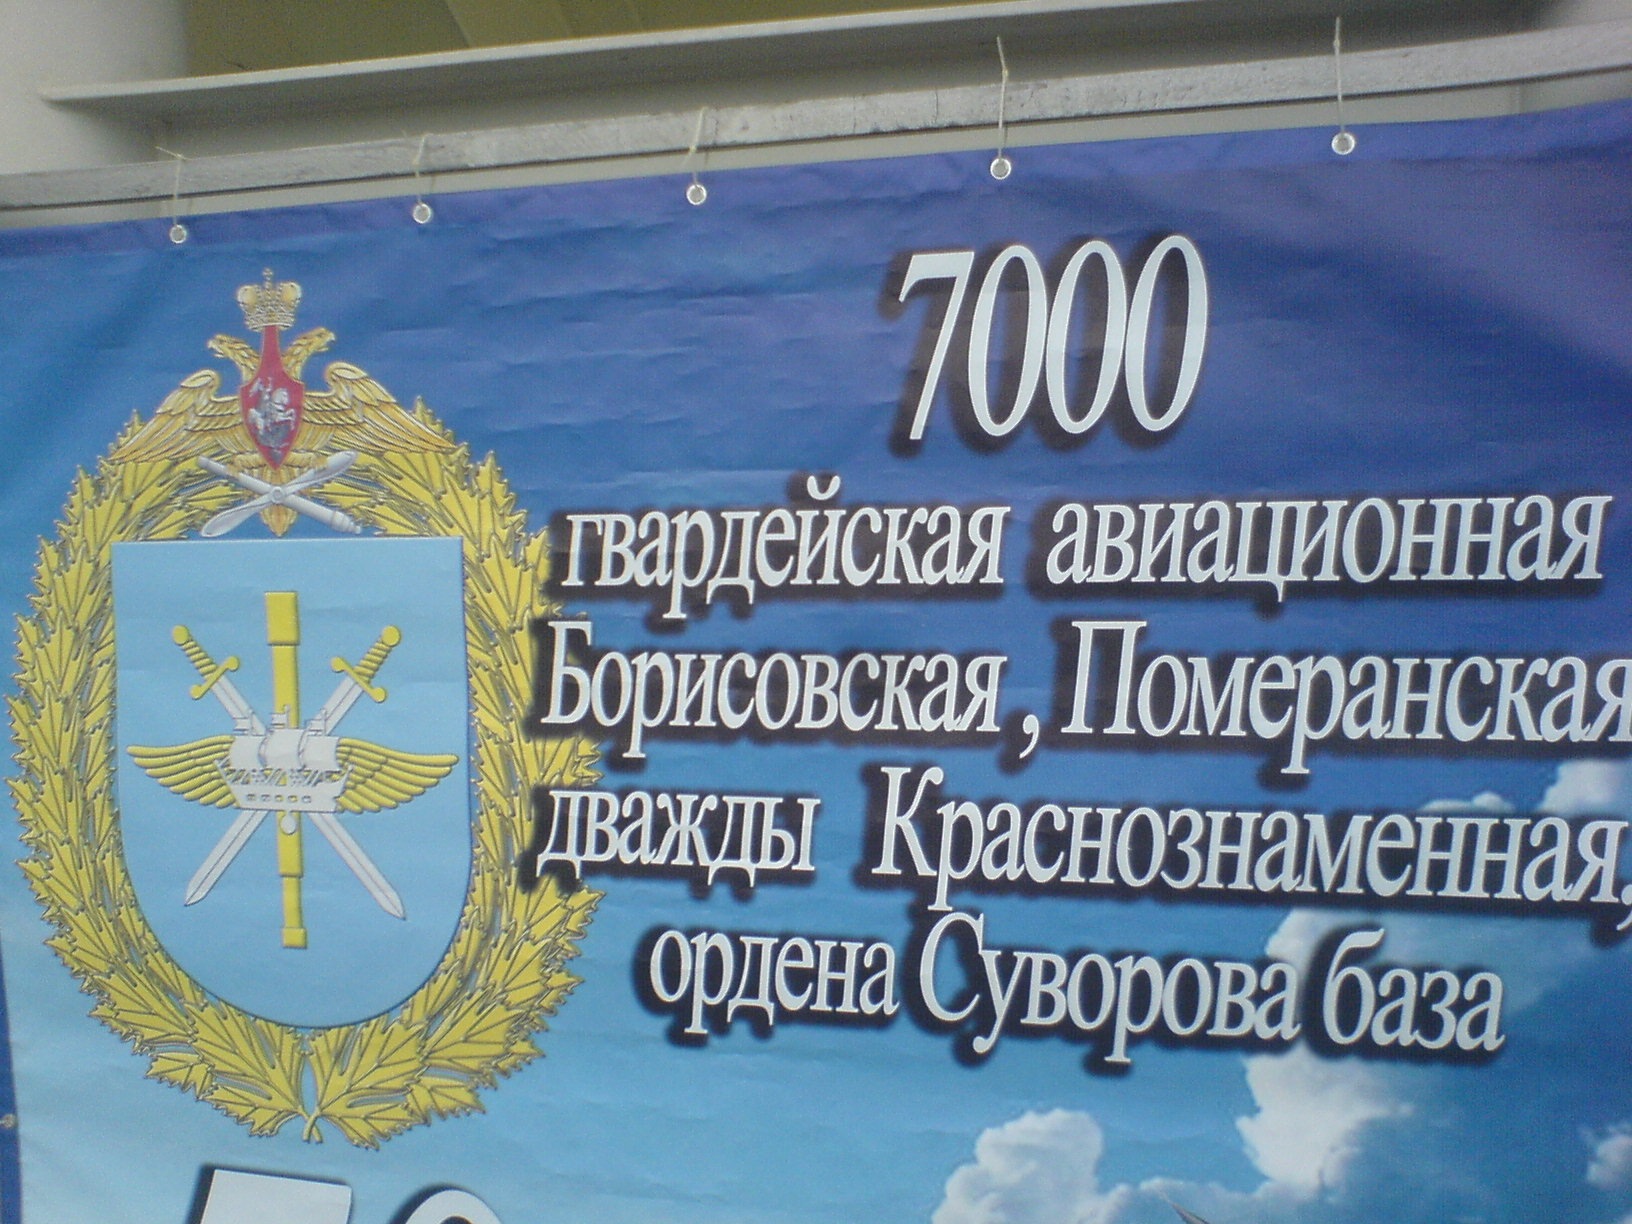 7000
гвардейская авиационная
Борисовская, Померанская
дважды Краснознаменная,
ордена Суворова база